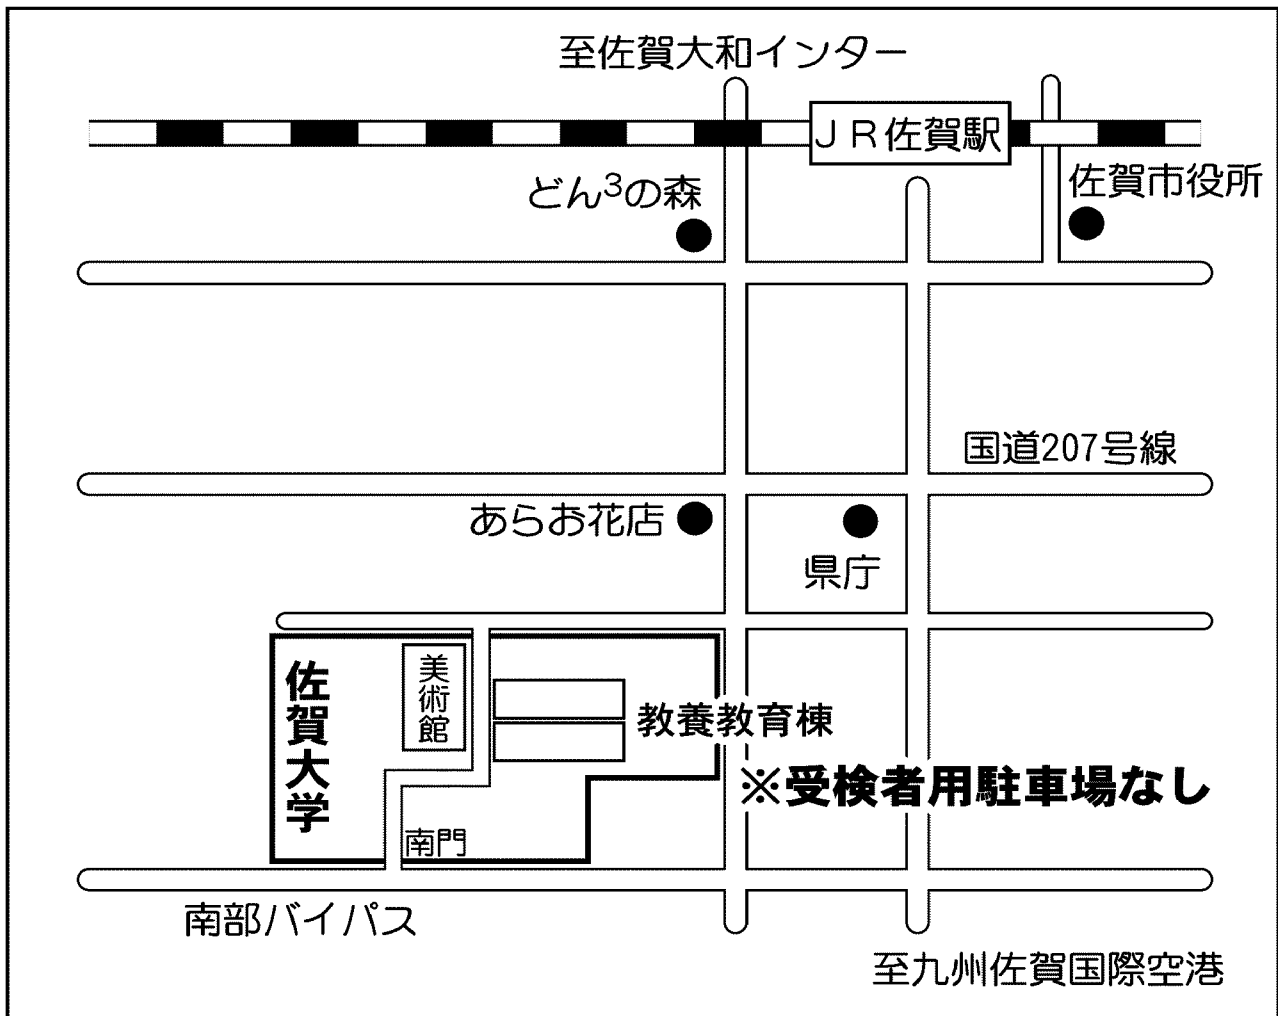 至佐賀大和インター
ＪＲ佐賀駅
佐賀市役所
どん³の森
国道207号線
あらお花店
県庁
佐賀大学
美術館
教養教育棟
※受検者用駐車場なし
南門
南部バイパス
至九州佐賀国際空港